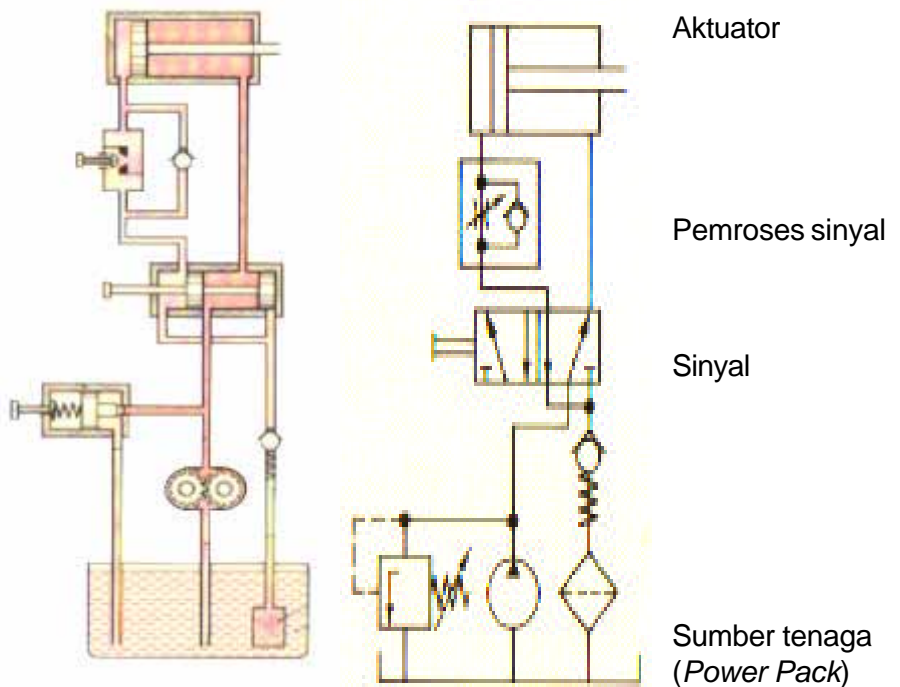 Aktuator
Pemroses sinyal
Sinyal
Sumber tenaga
(Power Pack)